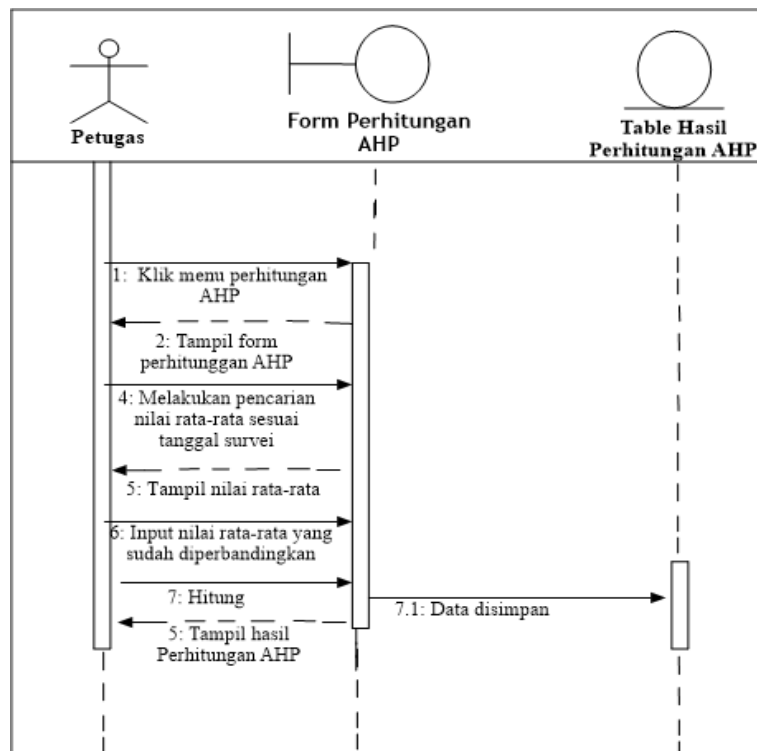 Petugas
Form Perhitungan
AHP
Table Hasil
Perhitungan AHP
1: Klik menu perhitungan
AHP
2: Tampil form
perhitunggan AHP
4: Melakukan pencarian
nilai rata-rata sesuai
tanggal survei
5: Tampil nilai rata-rata
6: Input nilai rata-rata yang
sudah diperbandingkan
7: Hitung
7.1: Data disimpan
5: Tampil hasil
Perhitungan AHP